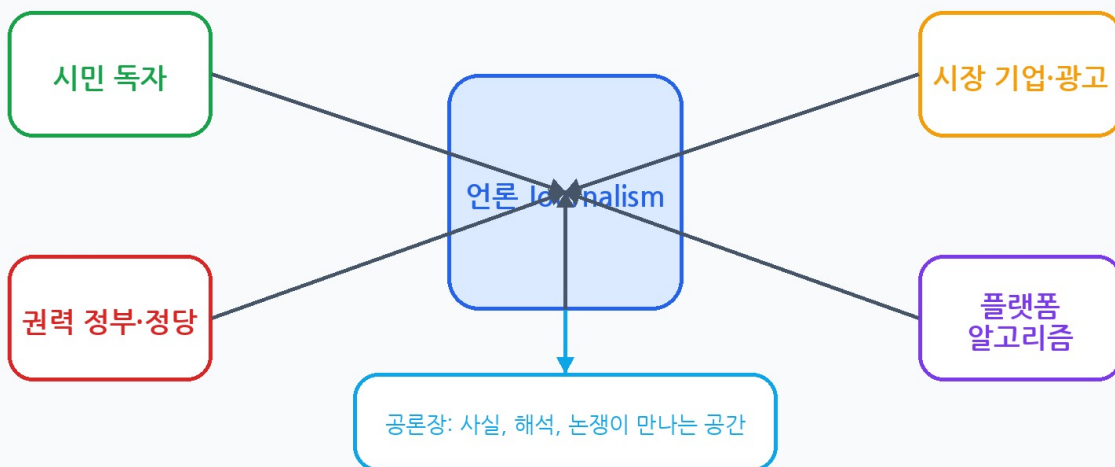 시민 독자
시장 기업·광고
언론 Journalism
권력 정부·정당
플랫폼
알고리즘
공론장: 사실, 해석, 논쟁이 만나는 공간